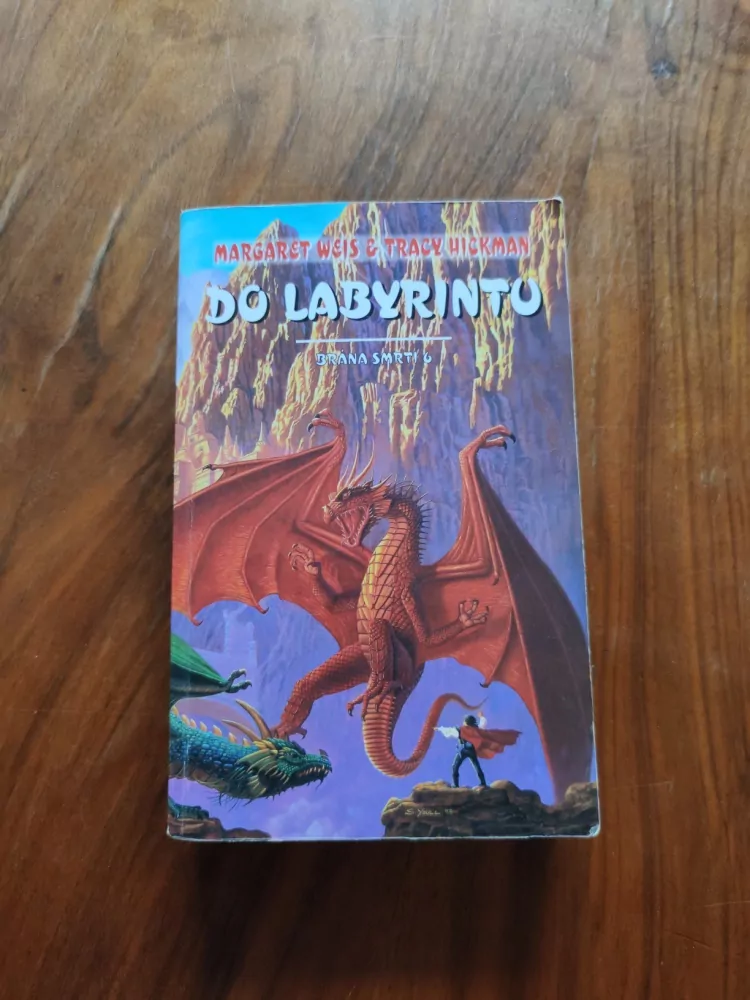 MARGARET WEIS & TRACY HICKMAN
DO LABYRINTU
BRÁNA SMRTI 6